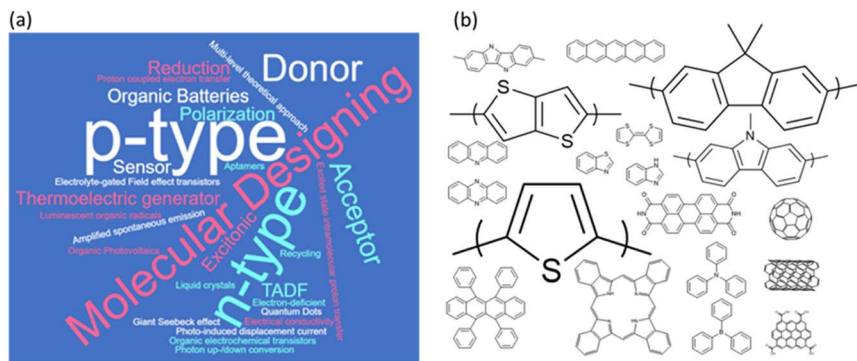 (a)
Multi-level theoretical approach
Reduction
Donor
Proton coupled electron transfer
Organic Batteries
Polarization
p-type
Sensor
Aptamers
Molecular Designing
Electrolyte-gated Field effect transistors
Acceptor
Thermoelectric generator
Excited state intramolecular proton transfer
Luminescent organic radicals
Excitonic
Amplified spontaneous emission
n-type
Organic Photovoltaics
Recycling
Liquid crystals
TADF
Electron-deficient
Quantum Dots
Giant Seebeck effect
Electrical conductivity
Photo-induced displacement current
Organic electrochemical transistors
Photon up-/down conversion
(b)
N
N
S
S
S
S
S
S
N
N
S
N
H
N
N
N
N
O
O
HN
NH
O
O
S
N
B